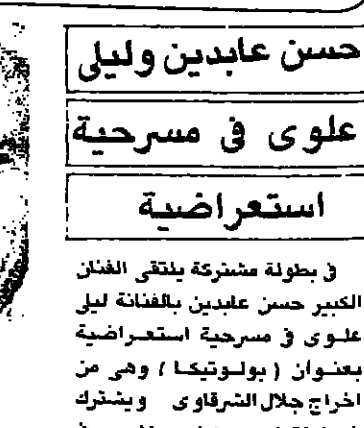 حسن عابدين وليلى
علوى فى مسرحية
استعراضية
فى بطولة مشتركة يلتقى الفنان
الكبير حسن عابدين بالفنانة ليلى
علوى فى مسرحية استعراضية
بعنوان ( بولوتيكا ) وهى من
اخراج جلال الشرقاوى ويشترك